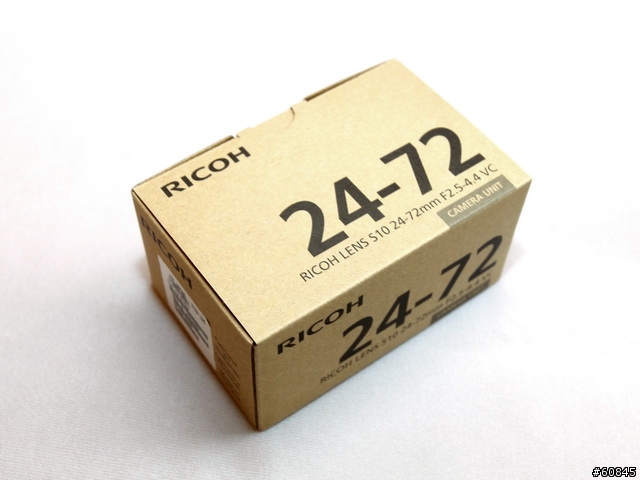 RICOH
24-72
RICOH LENS S10 24-72mm F2.5-4.4 VC
CAMERA UNIT
RICOH
24-72
RICOH LENS S10 24-72mm F2.5-4.4 VC
RICOH
#60845